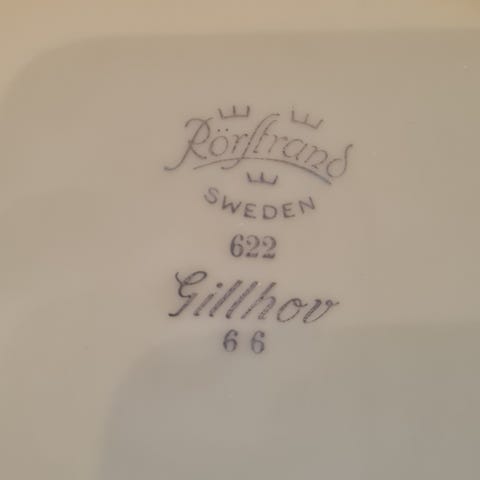 Rörstrand
SWEDEN
622
Gillhov
66